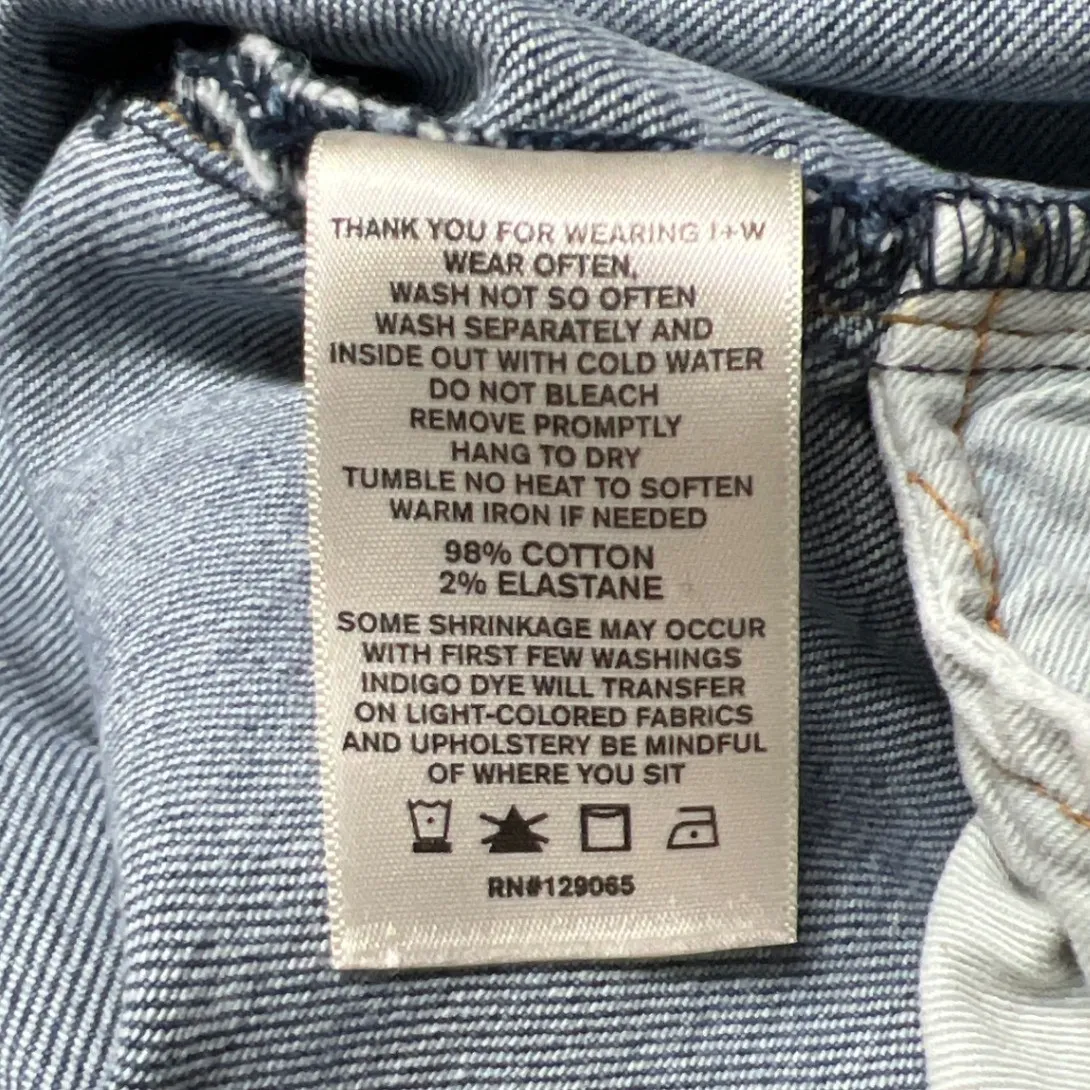 THANK YOU FOR WEARING I+W
WEAR OFTEN,
WASH NOT SO OFTEN
WASH SEPARATELY AND
INSIDE OUT WITH COLD WATER
DO NOT BLEACH
REMOVE PROMPTLY
HANG TO DRY
TUMBLE NO HEAT TO SOFTEN
WARM IRON IF NEEDED
98% COTTON
2% ELASTANE
SOME SHRINKAGE MAY OCCUR
WITH FIRST FEW WASHINGS
INDIGO DYE WILL TRANSFER
ON LIGHT-COLORED FABRICS
AND UPHOLSTERY BE MINDFUL
OF WHERE YOU SIT
RN#129065